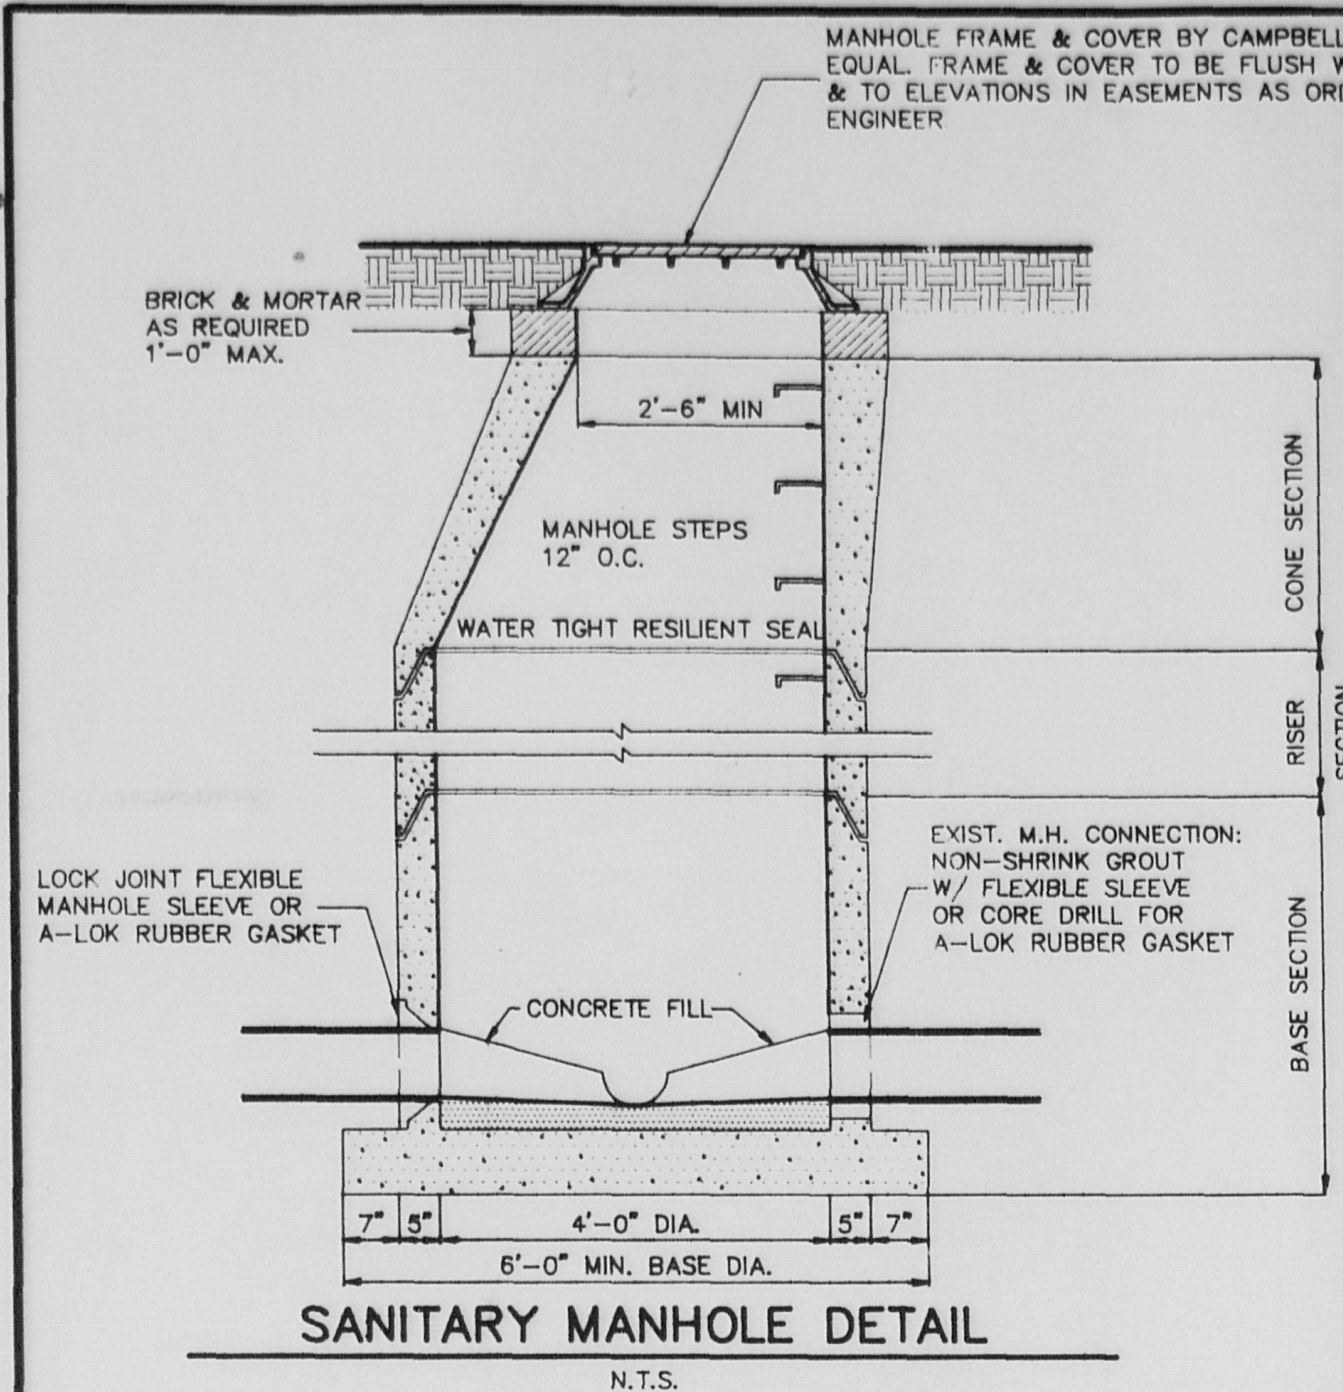 MANHOLE FRAME & COVER BY CAMPBELL
EQUAL. FRAME & COVER TO BE FLUSH
& TO ELEVATIONS IN EASEMENTS AS
ENGINEER
BRICK & MORTAR
AS REQUIRED
1'-0" MAX.
2'-6" MIN
MANHOLE STEPS
12" O.C.
WATER TIGHT RESILIENT SEAL
CONE SECTION
RISER
SECTION
BASE SECTION
EXIST. M.H. CONNECTION:
NON-SHRINK GROUT
W/ FLEXIBLE SLEEVE
OR CORE DRILL FOR
A-LOK RUBBER GASKET
LOCK JOINT FLEXIBLE
MANHOLE SLEEVE OR
A-LOK RUBBER GASKET
CONCRETE FILL
7" 5" 4'-0" DIA. 5" 7"
6'-0" MIN. BASE DIA.
SANITARY MANHOLE DETAIL
N.T.S.